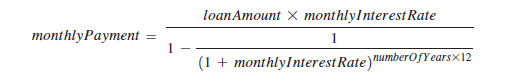 monthlyPayment = loanAmount × monthlyInterestRate
1 − 1
(1 + monthlyInterestRate)^numberOfYears×12